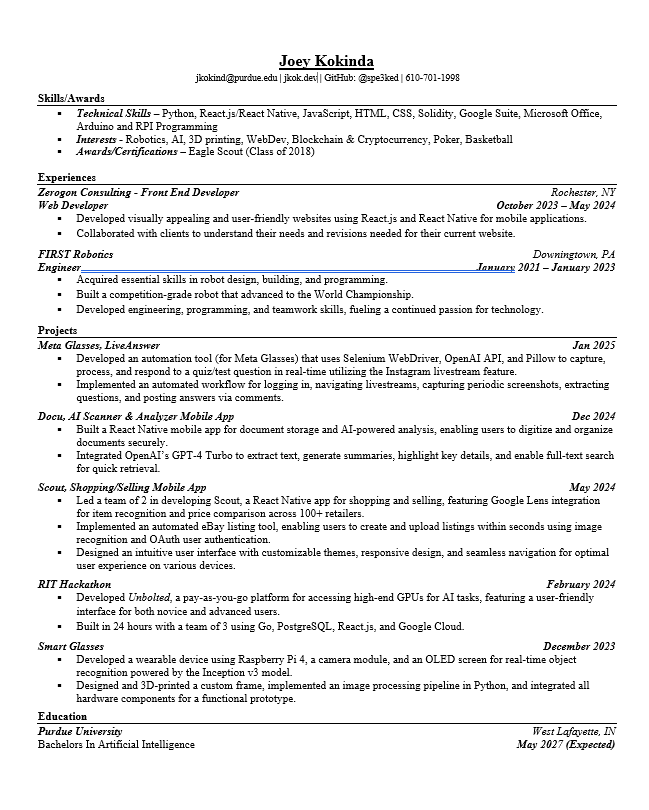 Joey Kokinda
jkokind@purdue.edu | jkok.dev | GitHub: @spe3ked | 610-701-1998
Skills/Awards
▪ Technical Skills – Python, React.js/React Native, JavaScript, HTML, CSS, Solidity, Google Suite, Microsoft Office,
Arduino and RPI Programming
▪ Interests - Robotics, AI, 3D printing, WebDev, Blockchain & Cryptocurrency, Poker, Basketball
▪ Awards/Certifications – Eagle Scout (Class of 2018)
Experiences
Zerogon Consulting - Front End Developer Rochester, NY
Web Developer October 2023 – May 2024
▪ Developed visually appealing and user-friendly websites using React.js and React Native for mobile applications.
▪ Collaborated with clients to understand their needs and revisions needed for their current website.
FIRST Robotics Downingtown, PA
Engineer January 2021 – January 2023
▪ Acquired essential skills in robot design, building, and programming.
▪ Built a competition-grade robot that advanced to the World Championship.
▪ Developed engineering, programming, and teamwork skills, fueling a continued passion for technology.
Projects
Meta Glasses, LiveAnswer Jan 2025
▪ Developed an automation tool (for Meta Glasses) that uses Selenium WebDriver, OpenAI API, and Pillow to capture,
process, and respond to a quiz/test question in real-time utilizing the Instagram livestream feature.
▪ Implemented an automated workflow for logging in, navigating livestreams, capturing periodic screenshots, extracting
questions, and posting answers via comments.
Docu, AI Scanner & Analyzer Mobile App Dec 2024
▪ Built a React Native mobile app for document storage and AI-powered analysis, enabling users to digitize and organize
documents securely.
▪ Integrated OpenAI's GPT-4 Turbo to extract text, generate summaries, highlight key details, and enable full-text search
for quick retrieval.
Scout, Shopping/Selling Mobile App May 2024
▪ Led a team of 2 in developing Scout, a React Native app for shopping and selling, featuring Google Lens integration
for item recognition and price comparison across 100+ retailers.
▪ Implemented an automated eBay listing tool, enabling users to create and upload listings within seconds using image
recognition and OAuth user authentication.
▪ Designed an intuitive user interface with customizable themes, responsive design, and seamless navigation for optimal
user experience on various devices.
RIT Hackathon February 2024
▪ Developed Unbolted, a pay-as-you-go platform for accessing high-end GPUs for AI tasks, featuring a user-friendly
interface for both novice and advanced users.
▪ Built in 24 hours with a team of 3 using Go, PostgreSQL, React.js, and Google Cloud.
Smart Glasses December 2023
▪ Developed a wearable device using Raspberry Pi 4, a camera module, and an OLED screen for real-time object
recognition powered by the Inception v3 model.
▪ Designed and 3D-printed a custom frame, implemented an image processing pipeline in Python, and integrated all
hardware components for a functional prototype.
Education
Purdue University West Lafayette, IN
Bachelors In Artificial Intelligence May 2027 (Expected)